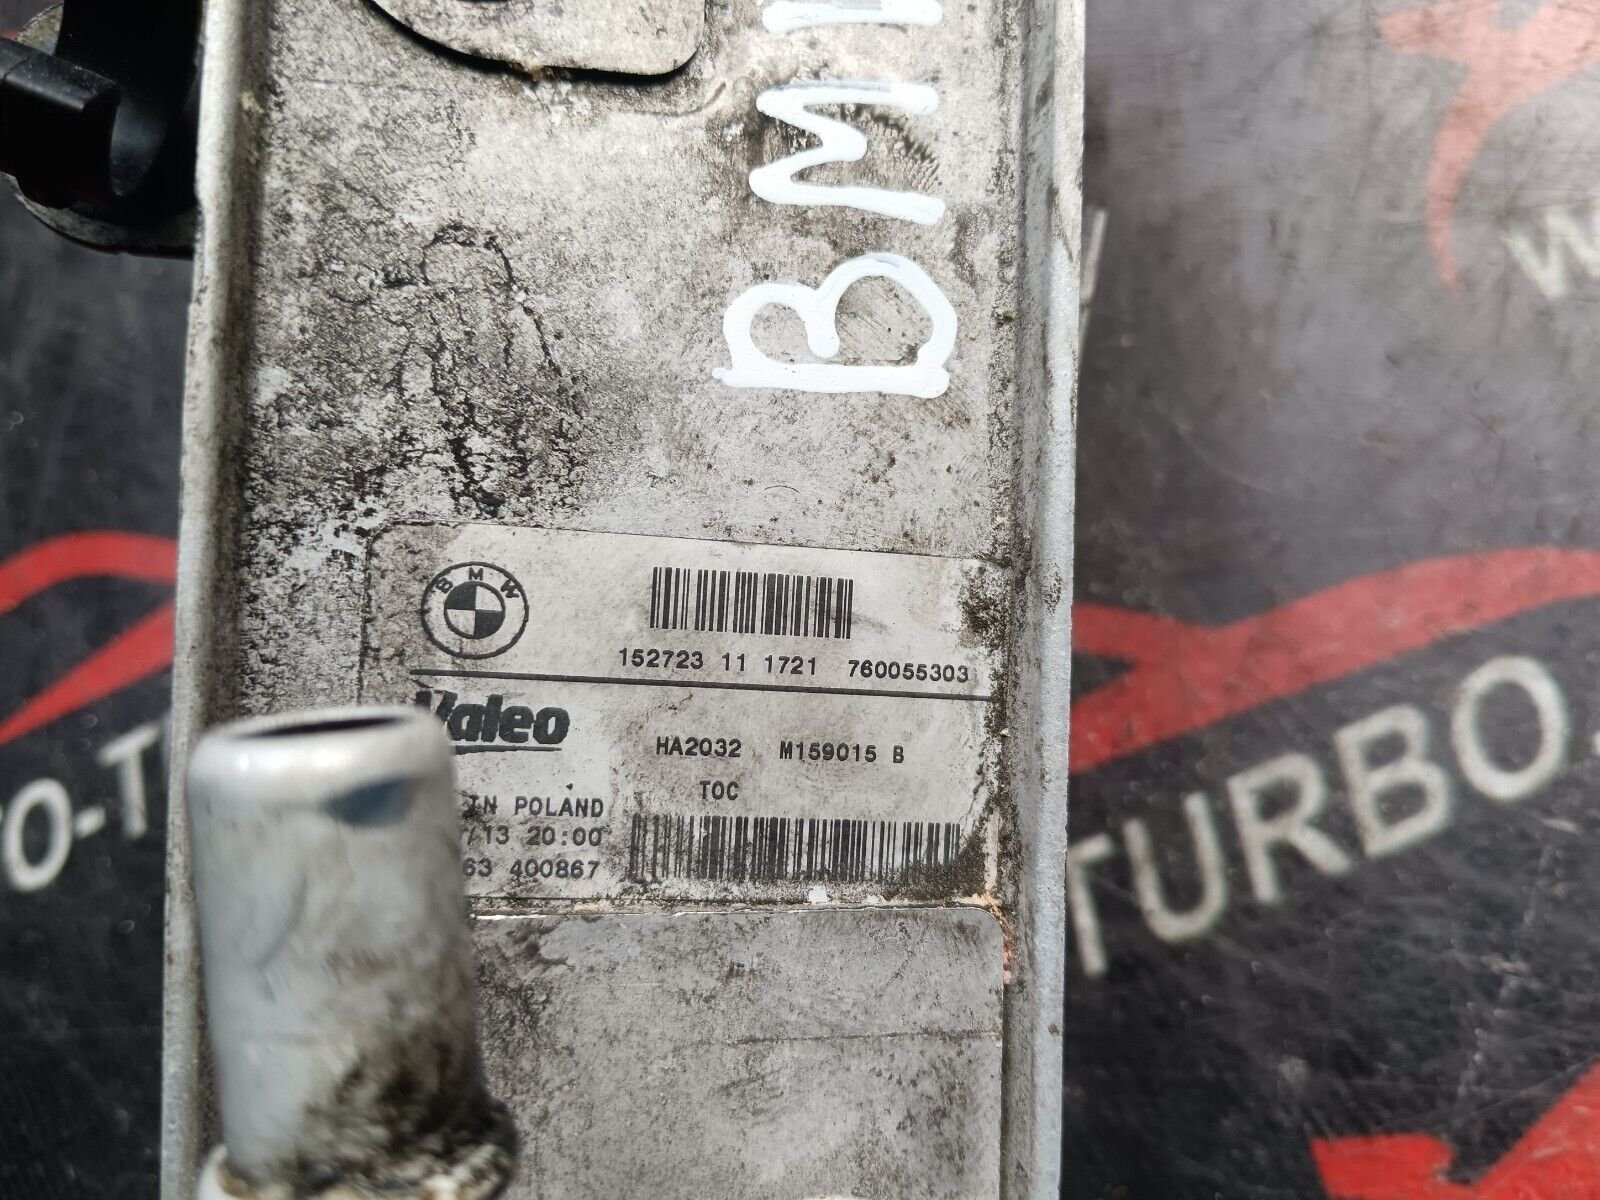 BMW
BMW
152723 11 1721 760055303
Valeo
HA2032 M159015 B
TOC
IN POLAND
/13 20:00
63 400867
TURBO.
O-T
W